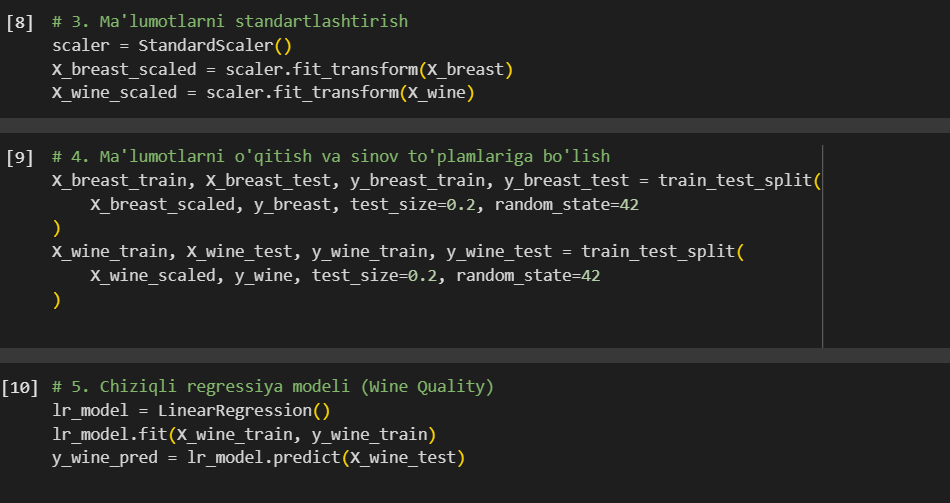 [8] # 3. Ma'lumotlarni standartlashtirish
scaler = StandardScaler()
X_breast_scaled = scaler.fit_transform(X_breast)
X_wine_scaled = scaler.fit_transform(X_wine)
[9] # 4. Ma'lumotlarni o'qitish va sinov to'plamlariga bo'lish
X_breast_train, X_breast_test, y_breast_train, y_breast_test = train_test_split(
    X_breast_scaled, y_breast, test_size=0.2, random_state=42
)
X_wine_train, X_wine_test, y_wine_train, y_wine_test = train_test_split(
    X_wine_scaled, y_wine, test_size=0.2, random_state=42
)
[10] # 5. Chiziqli regressiya modeli (Wine Quality)
lr_model = LinearRegression()
lr_model.fit(X_wine_train, y_wine_train)
y_wine_pred = lr_model.predict(X_wine_test)